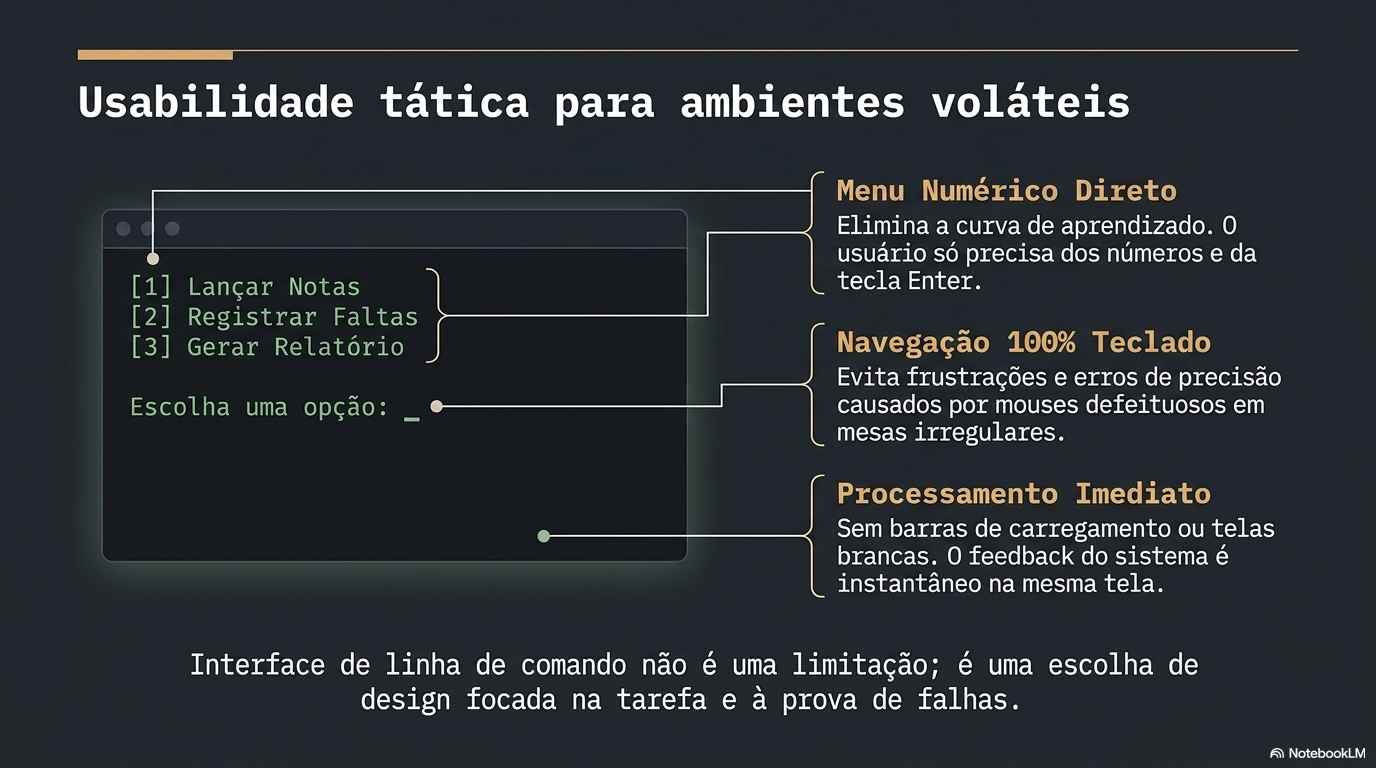 Usabilidade tática para ambientes voláteis
[1] Lançar Notas
[2] Registrar Faltas
[3] Gerar Relatório
Escolha uma opção: _
Menu Numérico Direto
Elimina a curva de aprendizado. O
usuário só precisa dos números e da
tecla Enter.
Navegação 100% Teclado
Evita frustrações e erros de precisão
causados por mouses defeituosos em
mesas irregulares.
Processamento Imediato
Sem barras de carregamento ou telas
brancas. O feedback do sistema é
instantâneo na mesma tela.
Interface de linha de comando não é uma limitação; é uma escolha de
design focada na tarefa e à prova de falhas.
NotebookLM